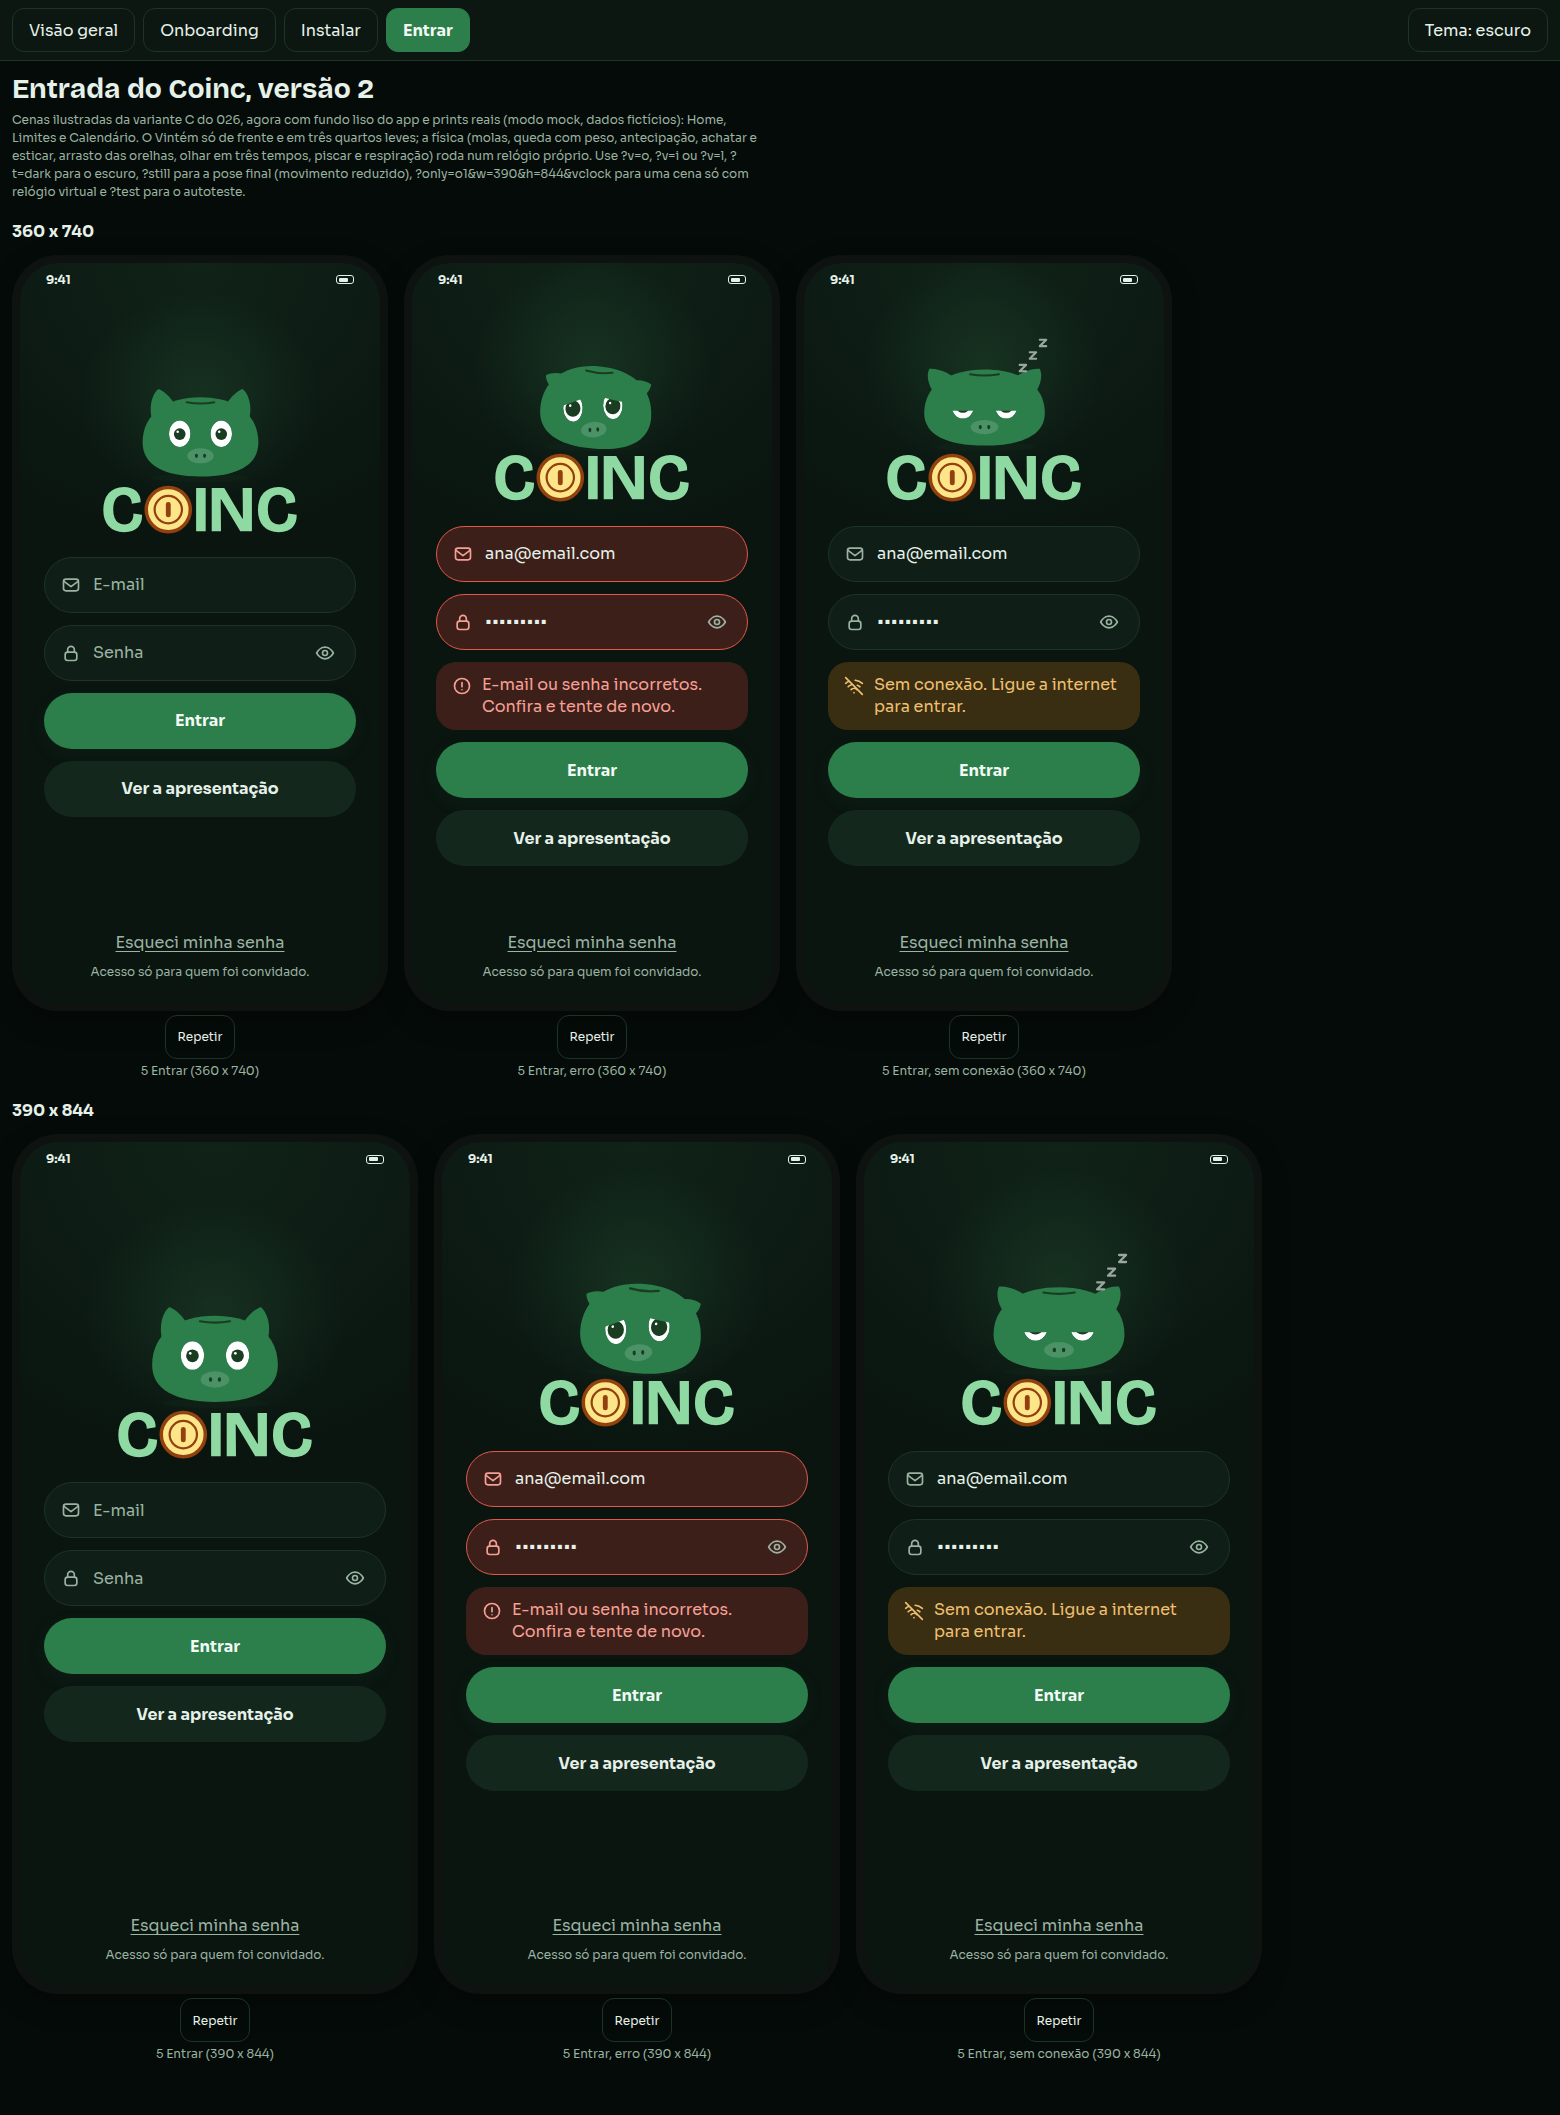 Visão geral
Onboarding
Instalar
Entrar
Tema: escuro
Entrada do Coinc, versão 2
Cenas ilustradas da variante C do 026, agora com fundo liso do app e prints reais (modo mock, dados fictícios): Home,
Limites e Calendário. O Vintém só de frente e em três quartos leves; a física (molas, queda com peso, antecipação, achatar e
esticar, arrasto das orelhas, olhar em três tempos, piscar e respiração) roda num relógio próprio. Use ?v=o, ?v=i ou ?v=l, ?
t=dark para o escuro, ?still para a pose final (movimento reduzido), ?only=o1&w=390&h=844&vclock para uma cena só com
relógio virtual e ?test para o autoteste.
360 x 740
9:41
COINC
E-mail
Senha
Entrar
Ver a apresentação
Esqueci minha senha
Acesso só para quem foi convidado.
Repetir
5 Entrar (360 x 740)
9:41
COINC
ana@email.com
E-mail ou senha incorretos.
Confira e tente de novo.
Entrar
Ver a apresentação
Esqueci minha senha
Acesso só para quem foi convidado.
Repetir
5 Entrar, erro (360 x 740)
9:41
z
z
z
COINC
ana@email.com
Sem conexão. Ligue a internet
para entrar.
Entrar
Ver a apresentação
Esqueci minha senha
Acesso só para quem foi convidado.
Repetir
5 Entrar, sem conexão (360 x 740)
390 x 844
9:41
COINC
E-mail
Senha
Entrar
Ver a apresentação
Esqueci minha senha
Acesso só para quem foi convidado.
Repetir
5 Entrar (390 x 844)
9:41
COINC
ana@email.com
E-mail ou senha incorretos.
Confira e tente de novo.
Entrar
Ver a apresentação
Esqueci minha senha
Acesso só para quem foi convidado.
Repetir
5 Entrar, erro (390 x 844)
9:41
z
z
z
COINC
ana@email.com
Sem conexão. Ligue a internet
para entrar.
Entrar
Ver a apresentação
Esqueci minha senha
Acesso só para quem foi convidado.
Repetir
5 Entrar, sem conexão (390 x 844)